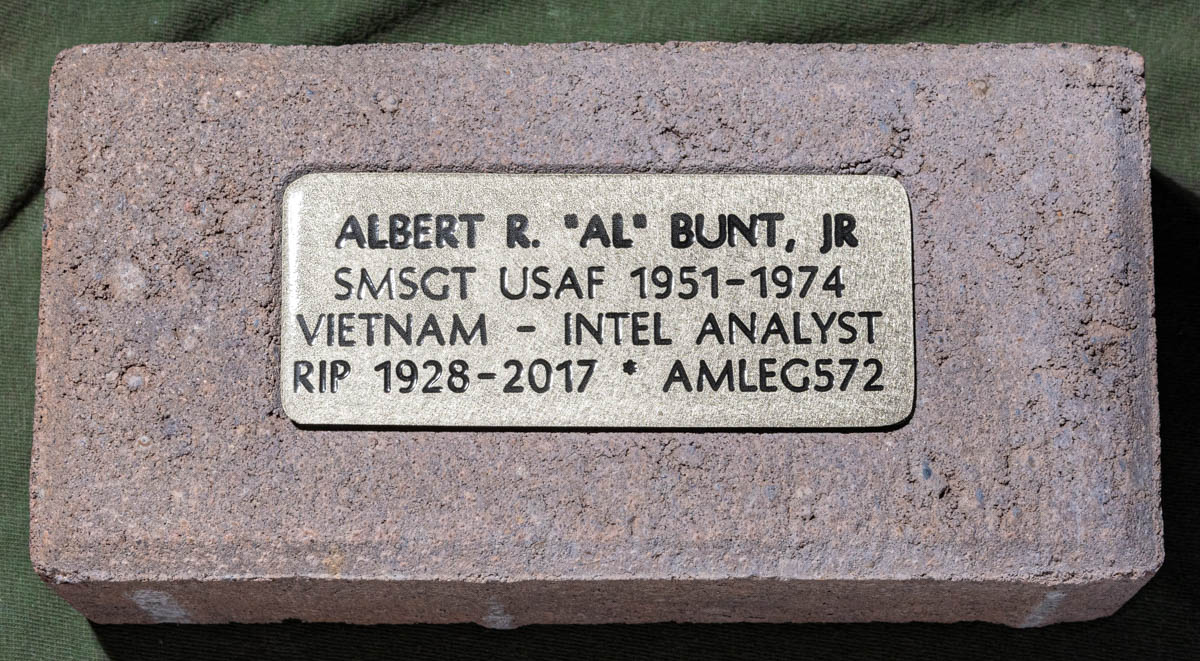 ALBERT R. "AL" BUNT, JR
SMSGT USAF 1951-1974
VIETNAM - INTEL ANALYST
RIP 1928-2017 * AMLEG572